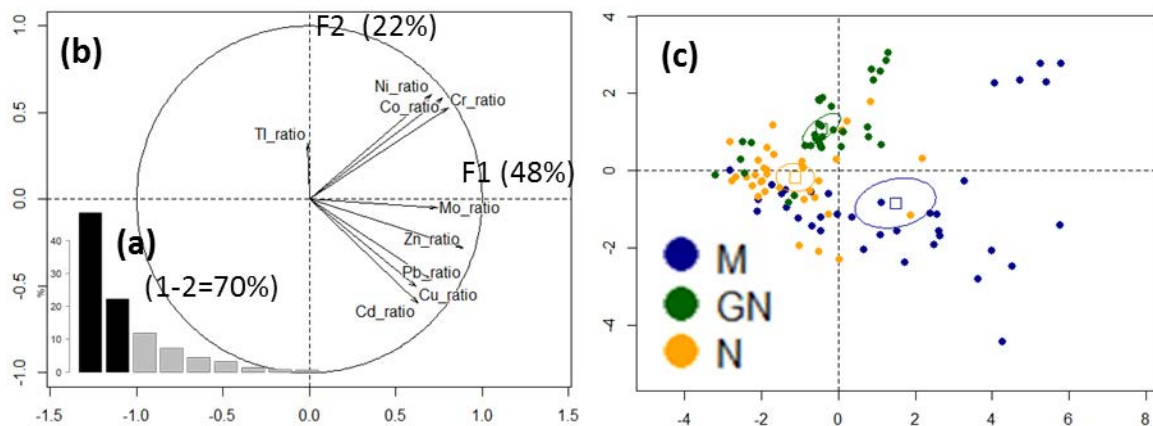 (b)
F2 (22%)
Ni_ratio
Co_ratio
Cr_ratio
Tl_ratio
F1 (48%)
Mo_ratio
Zn_ratio
Pb_ratio
Cu_ratio
Cd_ratio
(a)
(1-2=70%)
40
30
20
10
0
1.0
0.5
0.0
-0.5
-1.0
-1.5
-1.0
-0.5
0.0
0.5
1.0
1.5
(c)
4
2
0
-2
-4
M
GN
N
-4
-2
0
2
4
6
8